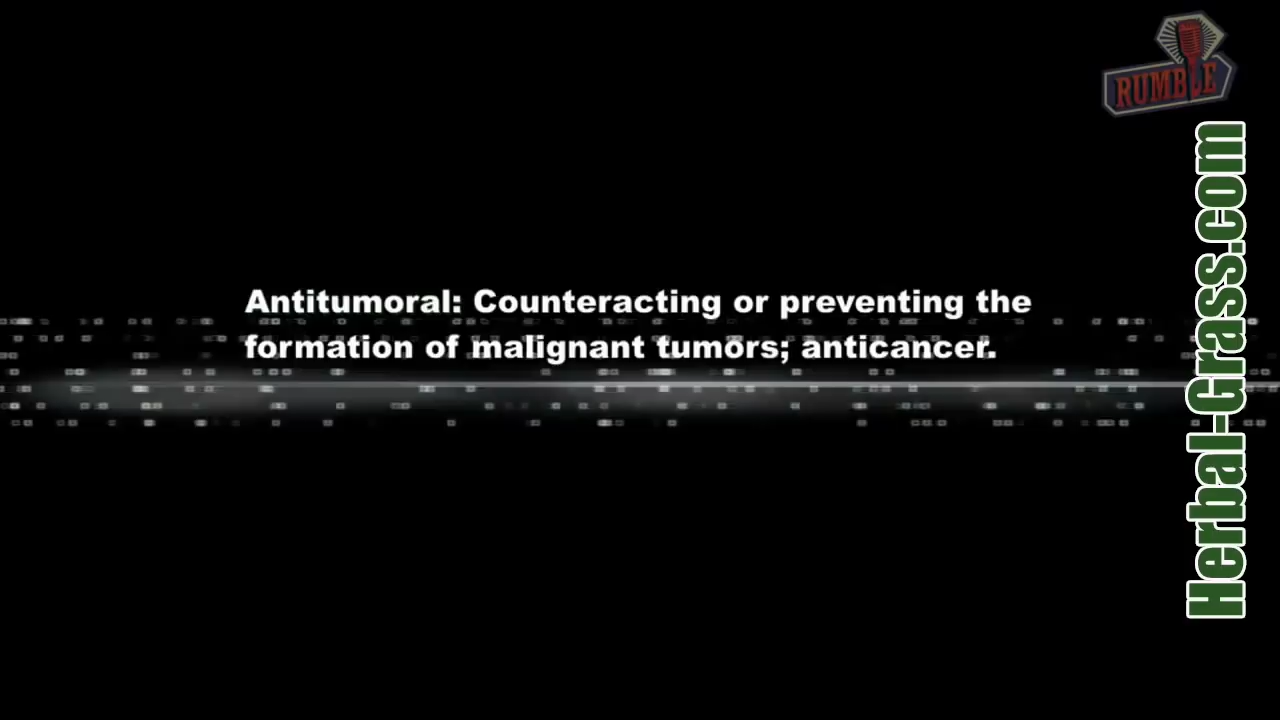 RUMBLE
Antitumoral: Counteracting or preventing the
formation of malignant tumors; anticancer.
Herbal-Grass.com